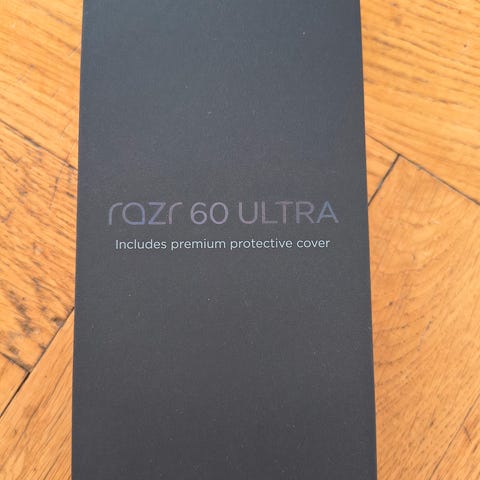 razr 60 ULTRA
Includes premium protective cover